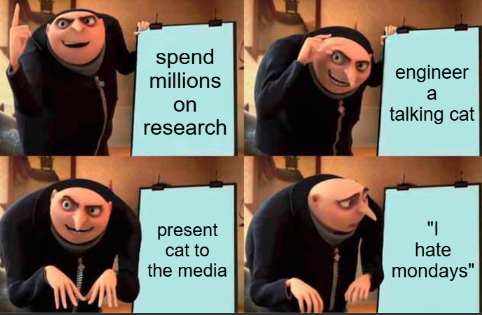 spend
millions
on
research
engineer
a
talking cat
present
cat to
the media
"I
hate
mondays"